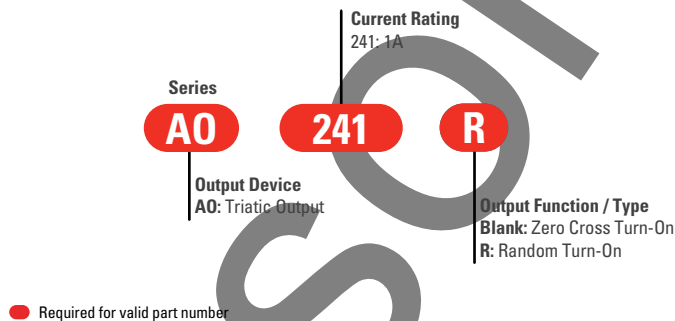 Current Rating
241: 1A
Series
AO
241
R
Output Device
AO: Triatic Output
Output Function / Type
Blank: Zero Cross Turn-On
R: Random Turn-On
Required for valid part number